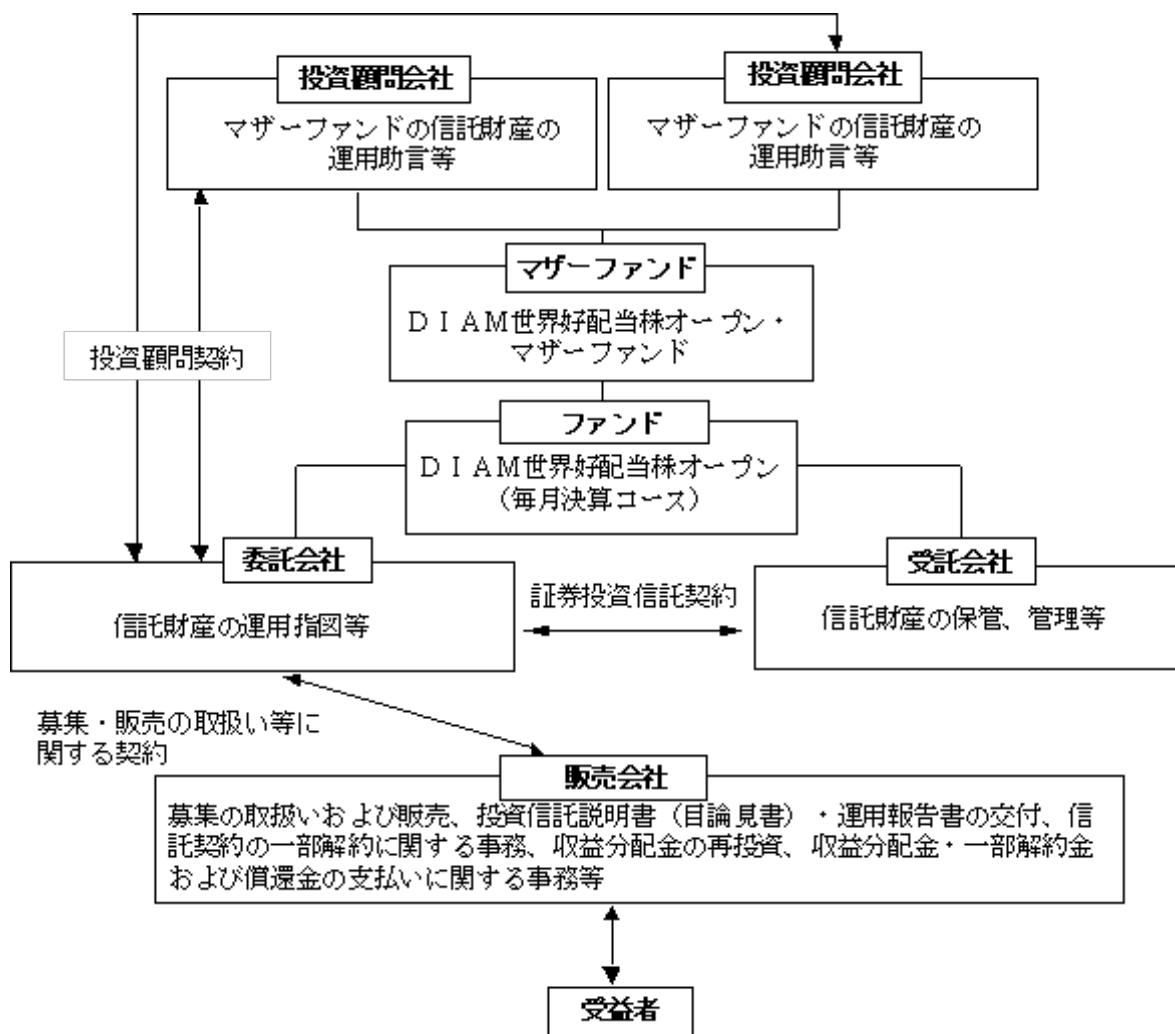 投資顧問会社
マザーファンドの信託財産の
運用助言等
投資顧問会社
マザーファンドの信託財産の
運用助言等
マザーファンド
ＤＩＡＭ世界好配当株オープン・
マザーファンド
投資顧問契約
ファンド
ＤＩＡＭ世界好配当株オープン
（毎月決算コース）
委託会社
信託財産の運用指図等
証券投資信託契約
受託会社
信託財産の保管、管理等
募集・販売の取扱い等に
関する契約
販売会社
募集の取扱いおよび販売、投資信託説明書（目論見書）・運用報告書の交付、信
託契約の一部解約に関する事務、収益分配金の再投資、収益分配金・一部解約金
および償還金の支払いに関する事務等
受益者